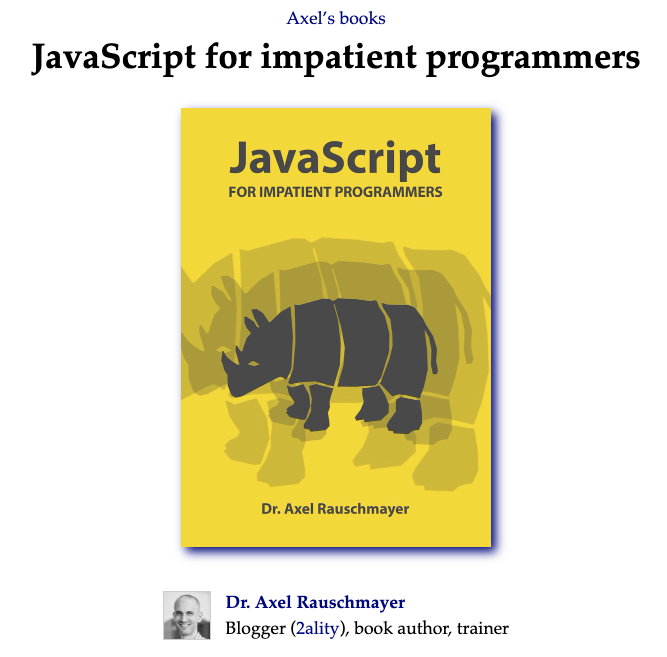 Axel’s books
JavaScript for impatient programmers
JavaScript
FOR IMPATIENT PROGRAMMERS
Dr. Axel Rauschmayer
Dr. Axel Rauschmayer
Blogger (2ality), book author, trainer